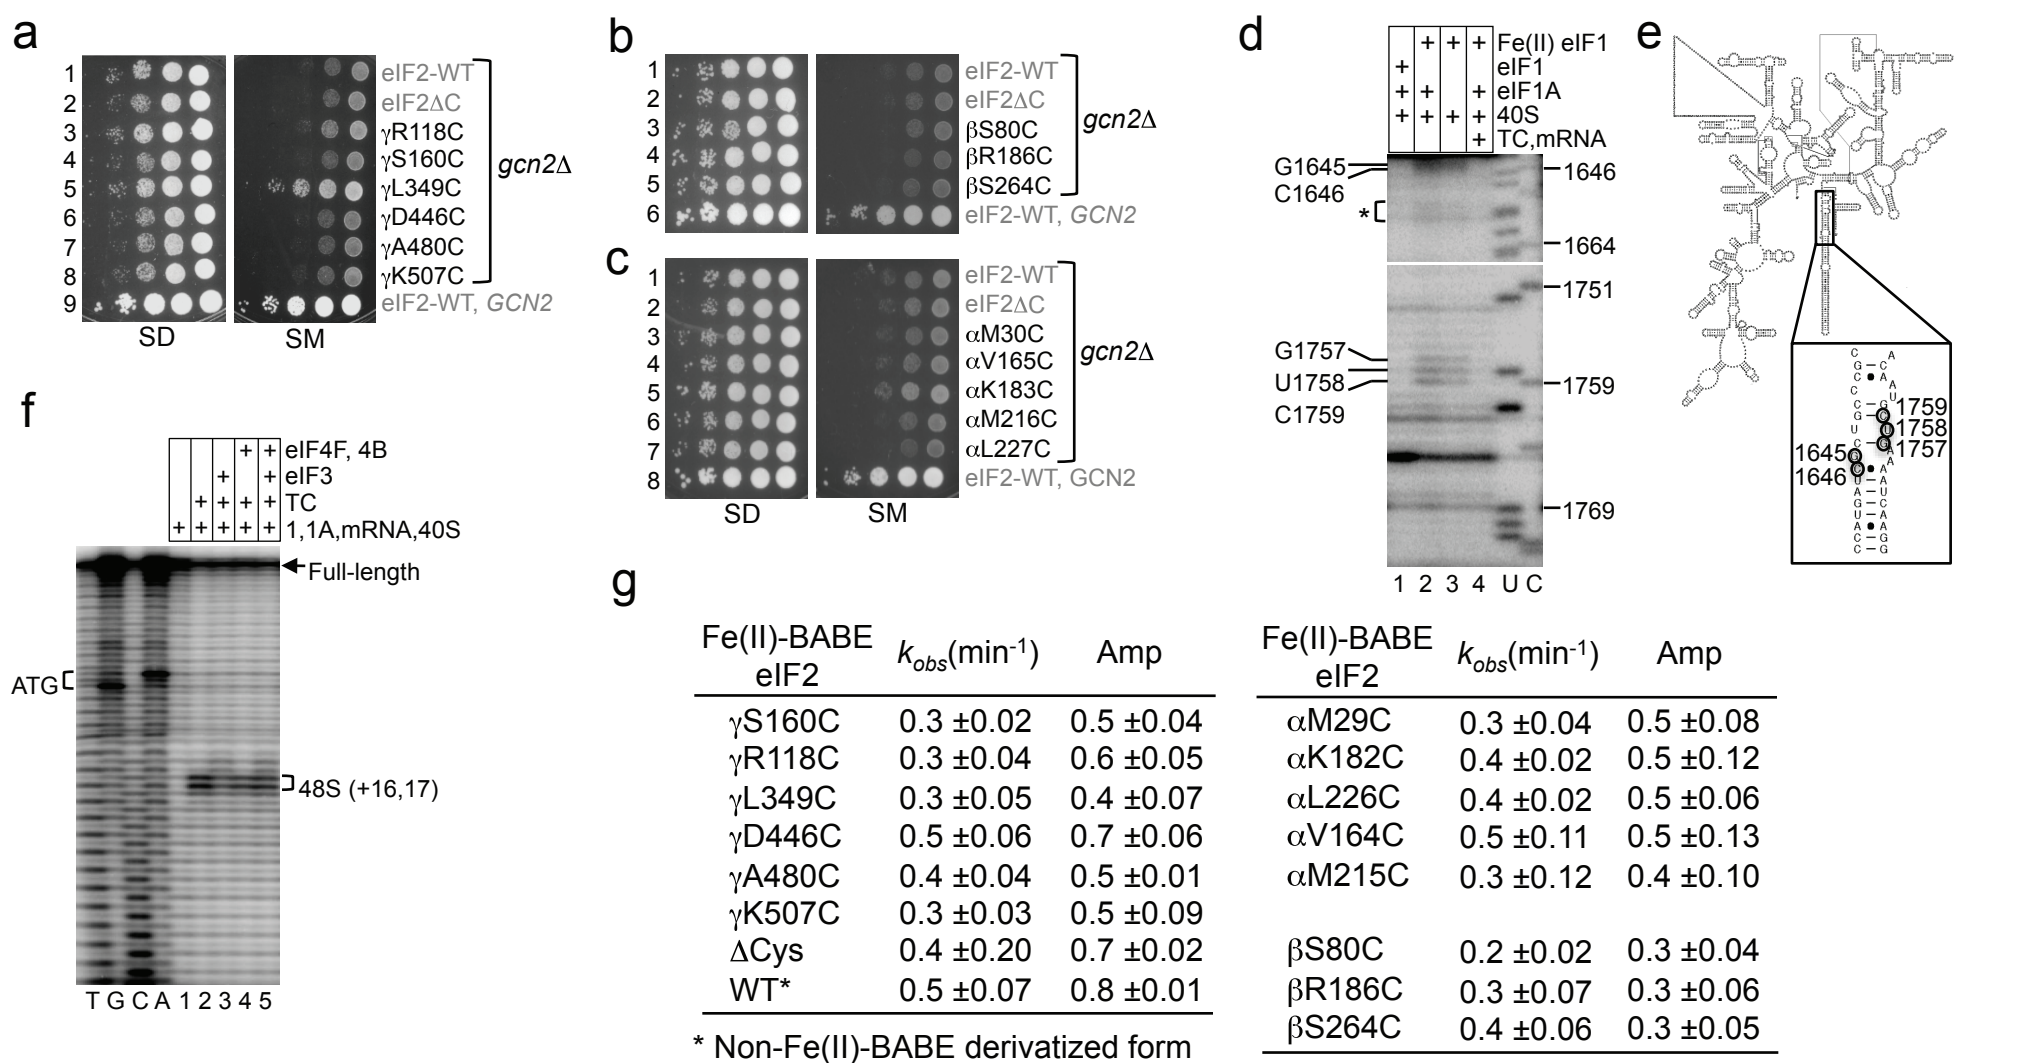 a
1
2
3
4
5
6
7
8
9
eIF2-WT
eIF2ΔC
γR118C
γS160C
γL349C
γD446C
γA480C
γK507C
eIF2-WT, GCN2
gcn2Δ
SD
SM
b
1
2
3
4
5
6
eIF2-WT
eIF2ΔC
βS80C
βR186C
βS264C
eIF2-WT, GCN2
gcn2Δ
c
1
2
3
4
5
6
7
8
eIF2-WT
eIF2ΔC
αM30C
αV165C
αK183C
αM216C
αL227C
eIF2-WT, GCN2
gcn2Δ
SD
SM
d
+ + + Fe(II) eIF1
+ eIF1
+ + + eIF1A
+ + + + 40S
+ TC,mRNA
G1645
C1646
*
G1757
U1758
C1759
1646
1664
1751
1759
1769
1 2 3 4 U C
e
1759
1758
1757
1645
1646
f
+ + eIF4F, 4B
+ + eIF3
+ + + + TC
+ + + + + 1,1A,mRNA,40S
Full-length
ATG
48S (+16,17)
T G C A 1 2 3 4 5
g
Fe(II)-BABE eIF2 kobs(min-1) Amp
γS160C 0.3 ±0.02 0.5 ±0.04
γR118C 0.3 ±0.04 0.6 ±0.05
γL349C 0.3 ±0.05 0.4 ±0.07
γD446C 0.5 ±0.06 0.7 ±0.06
γA480C 0.4 ±0.04 0.5 ±0.01
γK507C 0.3 ±0.03 0.5 ±0.09
ΔCys 0.4 ±0.20 0.7 ±0.02
WT* 0.5 ±0.07 0.8 ±0.01
* Non-Fe(II)-BABE derivatized form
Fe(II)-BABE eIF2 kobs(min-1) Amp
αM29C 0.3 ±0.04 0.5 ±0.08
αK182C 0.4 ±0.02 0.5 ±0.12
αL226C 0.4 ±0.02 0.5 ±0.06
αV164C 0.5 ±0.11 0.5 ±0.13
αM215C 0.3 ±0.12 0.4 ±0.10
βS80C 0.2 ±0.02 0.3 ±0.04
βR186C 0.3 ±0.07 0.3 ±0.06
βS264C 0.4 ±0.06 0.3 ±0.05